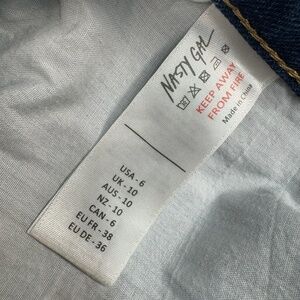 NASTY GAL
KEEP AWAY
FROM FIRE
Made in China
USA - 6
UK - 10
AUS - 10
NZ - 10
CAN - 6
EU FR - 38
EU DE - 36